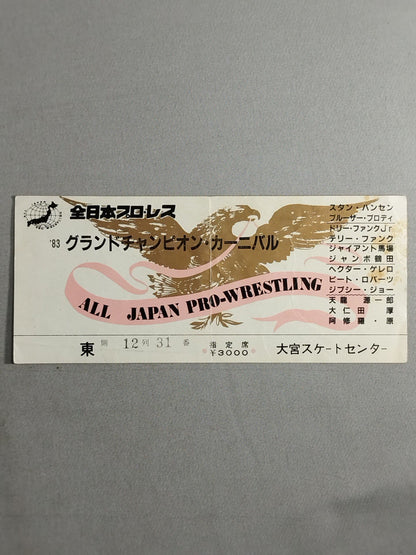 全日本プロ・レス
'83 グランドチャンピオン・カーニバル
ALL JAPAN PRO-WRESTLING
スタン・ハンセン
ブルーザー・ブロディ
ドリー・ファンクJr
テリー・ファンク
ジャイアント馬場
ジャンボ鶴田
ヘクター・ゲレロ
ピート・ロバーツ
ジプシー・ジョー
天龍源一郎
大仁田厚
阿修羅・原
東側 12列 31番
指定席
¥3000
大宮スケートセンター